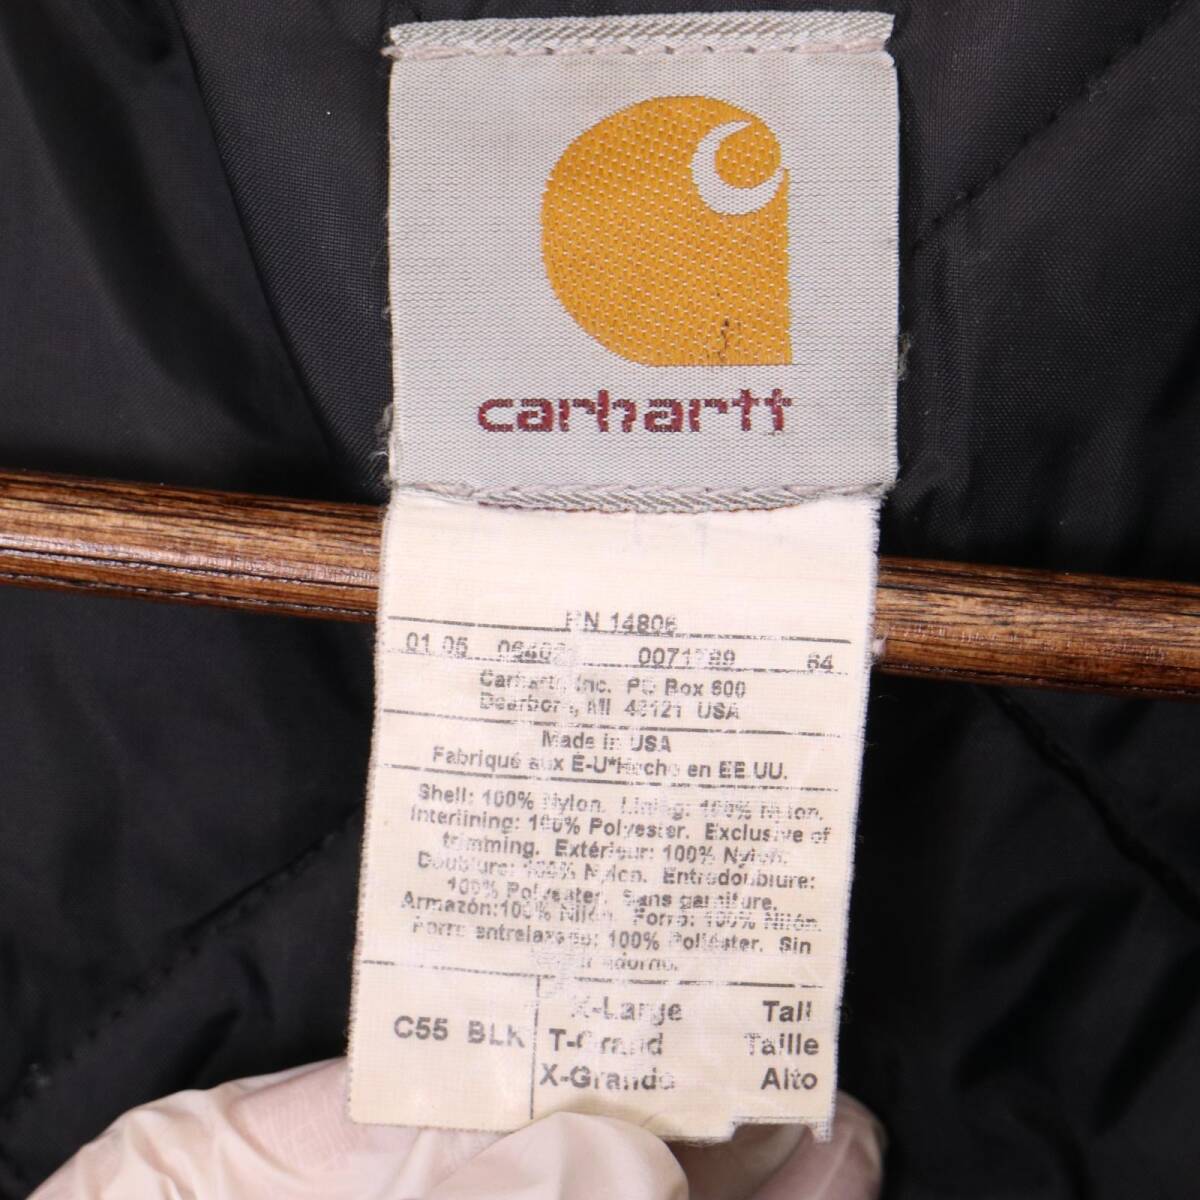 carhartt
RN 14806
01 05 0071789 64
Carhartt, Inc. PO Box 600
Dearborn, MI 48121 USA
Made in USA
Fabriqué aux É-U*Hecho en EE.UU.
Shell: 100% Nylon. Lining: 100% Nylon.
Interlining: 100% Polyester. Exclusive of
trimming. Extérieur: 100% Nylon.
Doublure: 100% Nylon. Entredoublure:
100% Polyester. Sans garniture.
Armazón:100% Nilón. Forro: 100% Nilón.
Forro entrelazado: 100% Poliéster. Sin
adorno.
C55 BLK
X-Large Tall
T-Grand Taille
X-Grande Alto